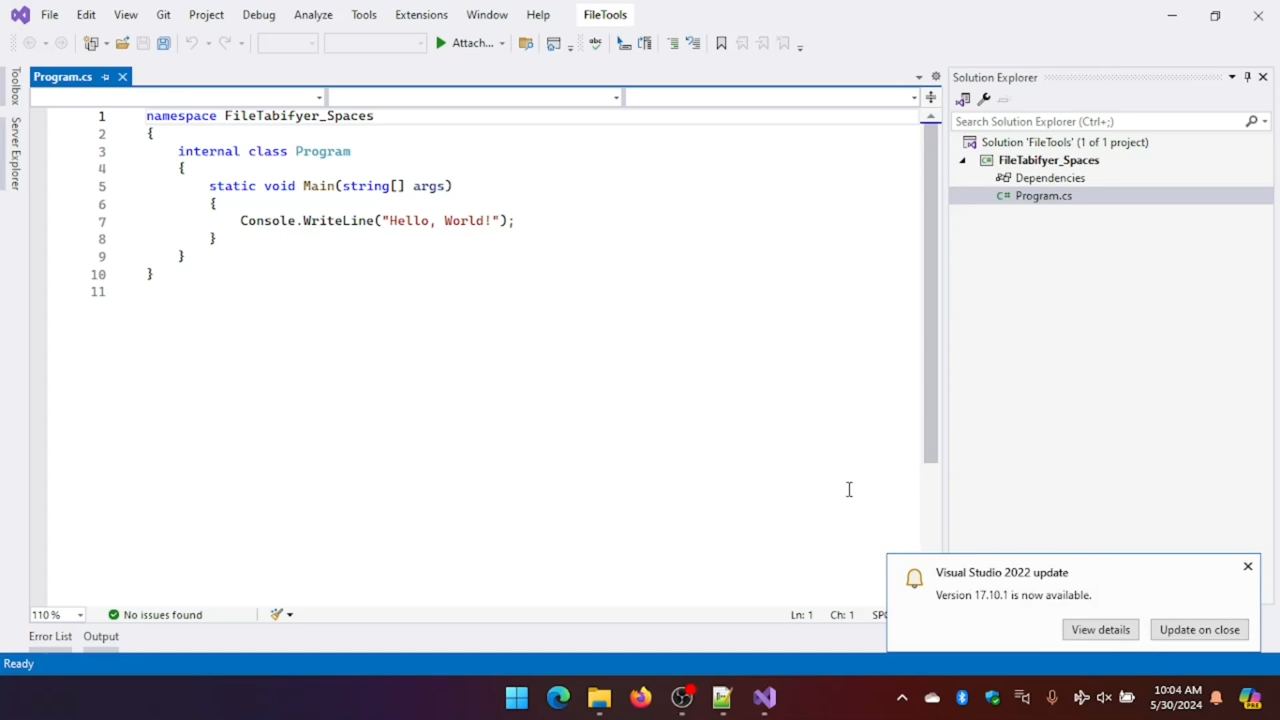 File Edit View Git Project Debug Analyze Tools Extensions Window Help FileTools
Attach...
Program.cs
Solution Explorer
Toolbox
Server Explorer
Search Solution Explorer (Ctrl+;)
1 namespace FileTabifyer_Spaces
2 {
3 internal class Program
4 {
5 static void Main(string[] args)
6 {
7 Console.WriteLine("Hello, World!");
8 }
9 }
10 }
11
Solution 'FileTools' (1 of 1 project)
FileTabifyer_Spaces
Dependencies
C# Program.cs
Visual Studio 2022 update
Version 17.10.1 is now available.
View details Update on close
110 % No issues found Ln: 1 Ch: 1 SPC
Error List Output
Ready
10:04 AM
5/30/2024
PRE